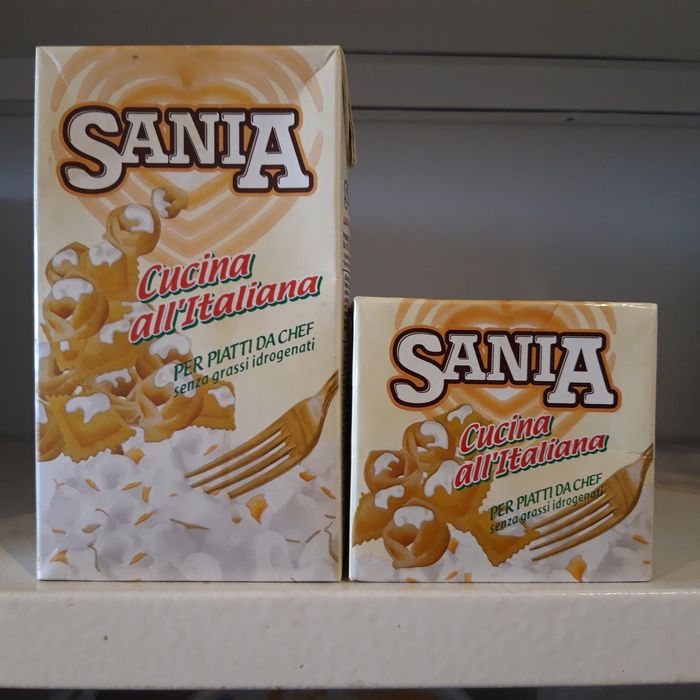 SANIA
Cucina
all'Italiana
PER PIATTI DA CHEF
senza grassi idrogenati
SANIA
Cucina
all'Italiana
PER PIATTI DA CHEF
senza grassi idrogenati